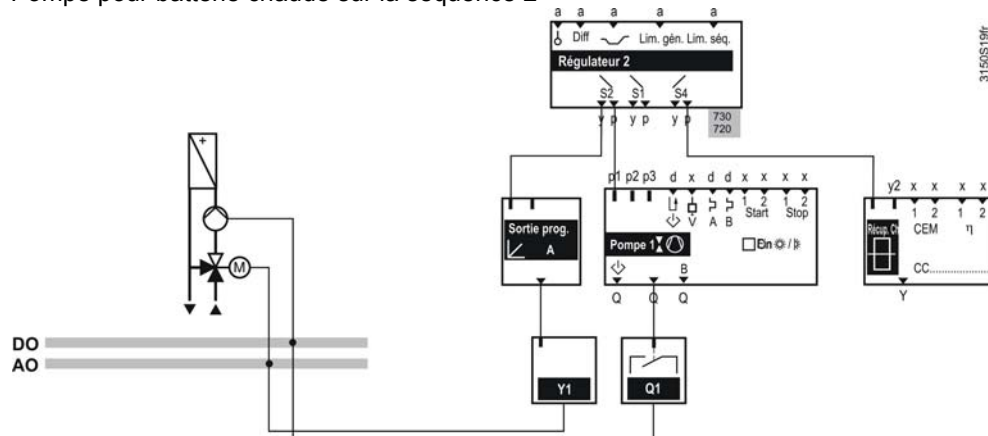 Pompe pour batterie chaude sur la séquence 2
a a a a a
Diff Lim. gén. Lim. séq.
Régulateur 2
S2 S1 S4
y p y p y p
730
720
3150S19fr
+
M
DO
AO
Sortie prog.
A
Y1
p1 p2 p3 d x d d x x x x
V A B 1 2 1 2
Start Stop
Pompe 1 Ein /
B
Q Q Q
Q1
y2 x x x x
1 2 1 2
CEM η
Récup. Ch
CC
Y